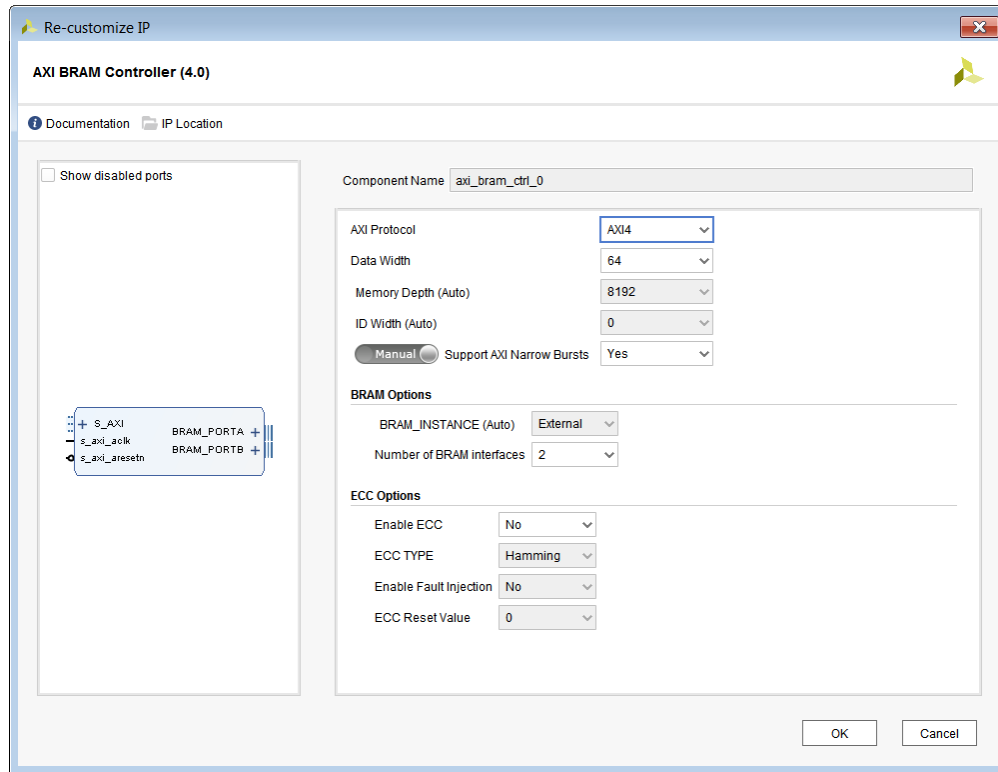 Re-customize IP
AXI BRAM Controller (4.0)
Documentation IP Location
Show disabled ports
S_AXI
s_axi_aclk
s_axi_aresetn
BRAM_PORTA
BRAM_PORTB
Component Name axi_bram_ctrl_0
AXI Protocol AXI4
Data Width 64
Memory Depth (Auto) 8192
ID Width (Auto) 0
Manual Support AXI Narrow Bursts Yes
BRAM Options
BRAM_INSTANCE (Auto) External
Number of BRAM interfaces 2
ECC Options
Enable ECC No
ECC TYPE Hamming
Enable Fault Injection No
ECC Reset Value 0
OK Cancel